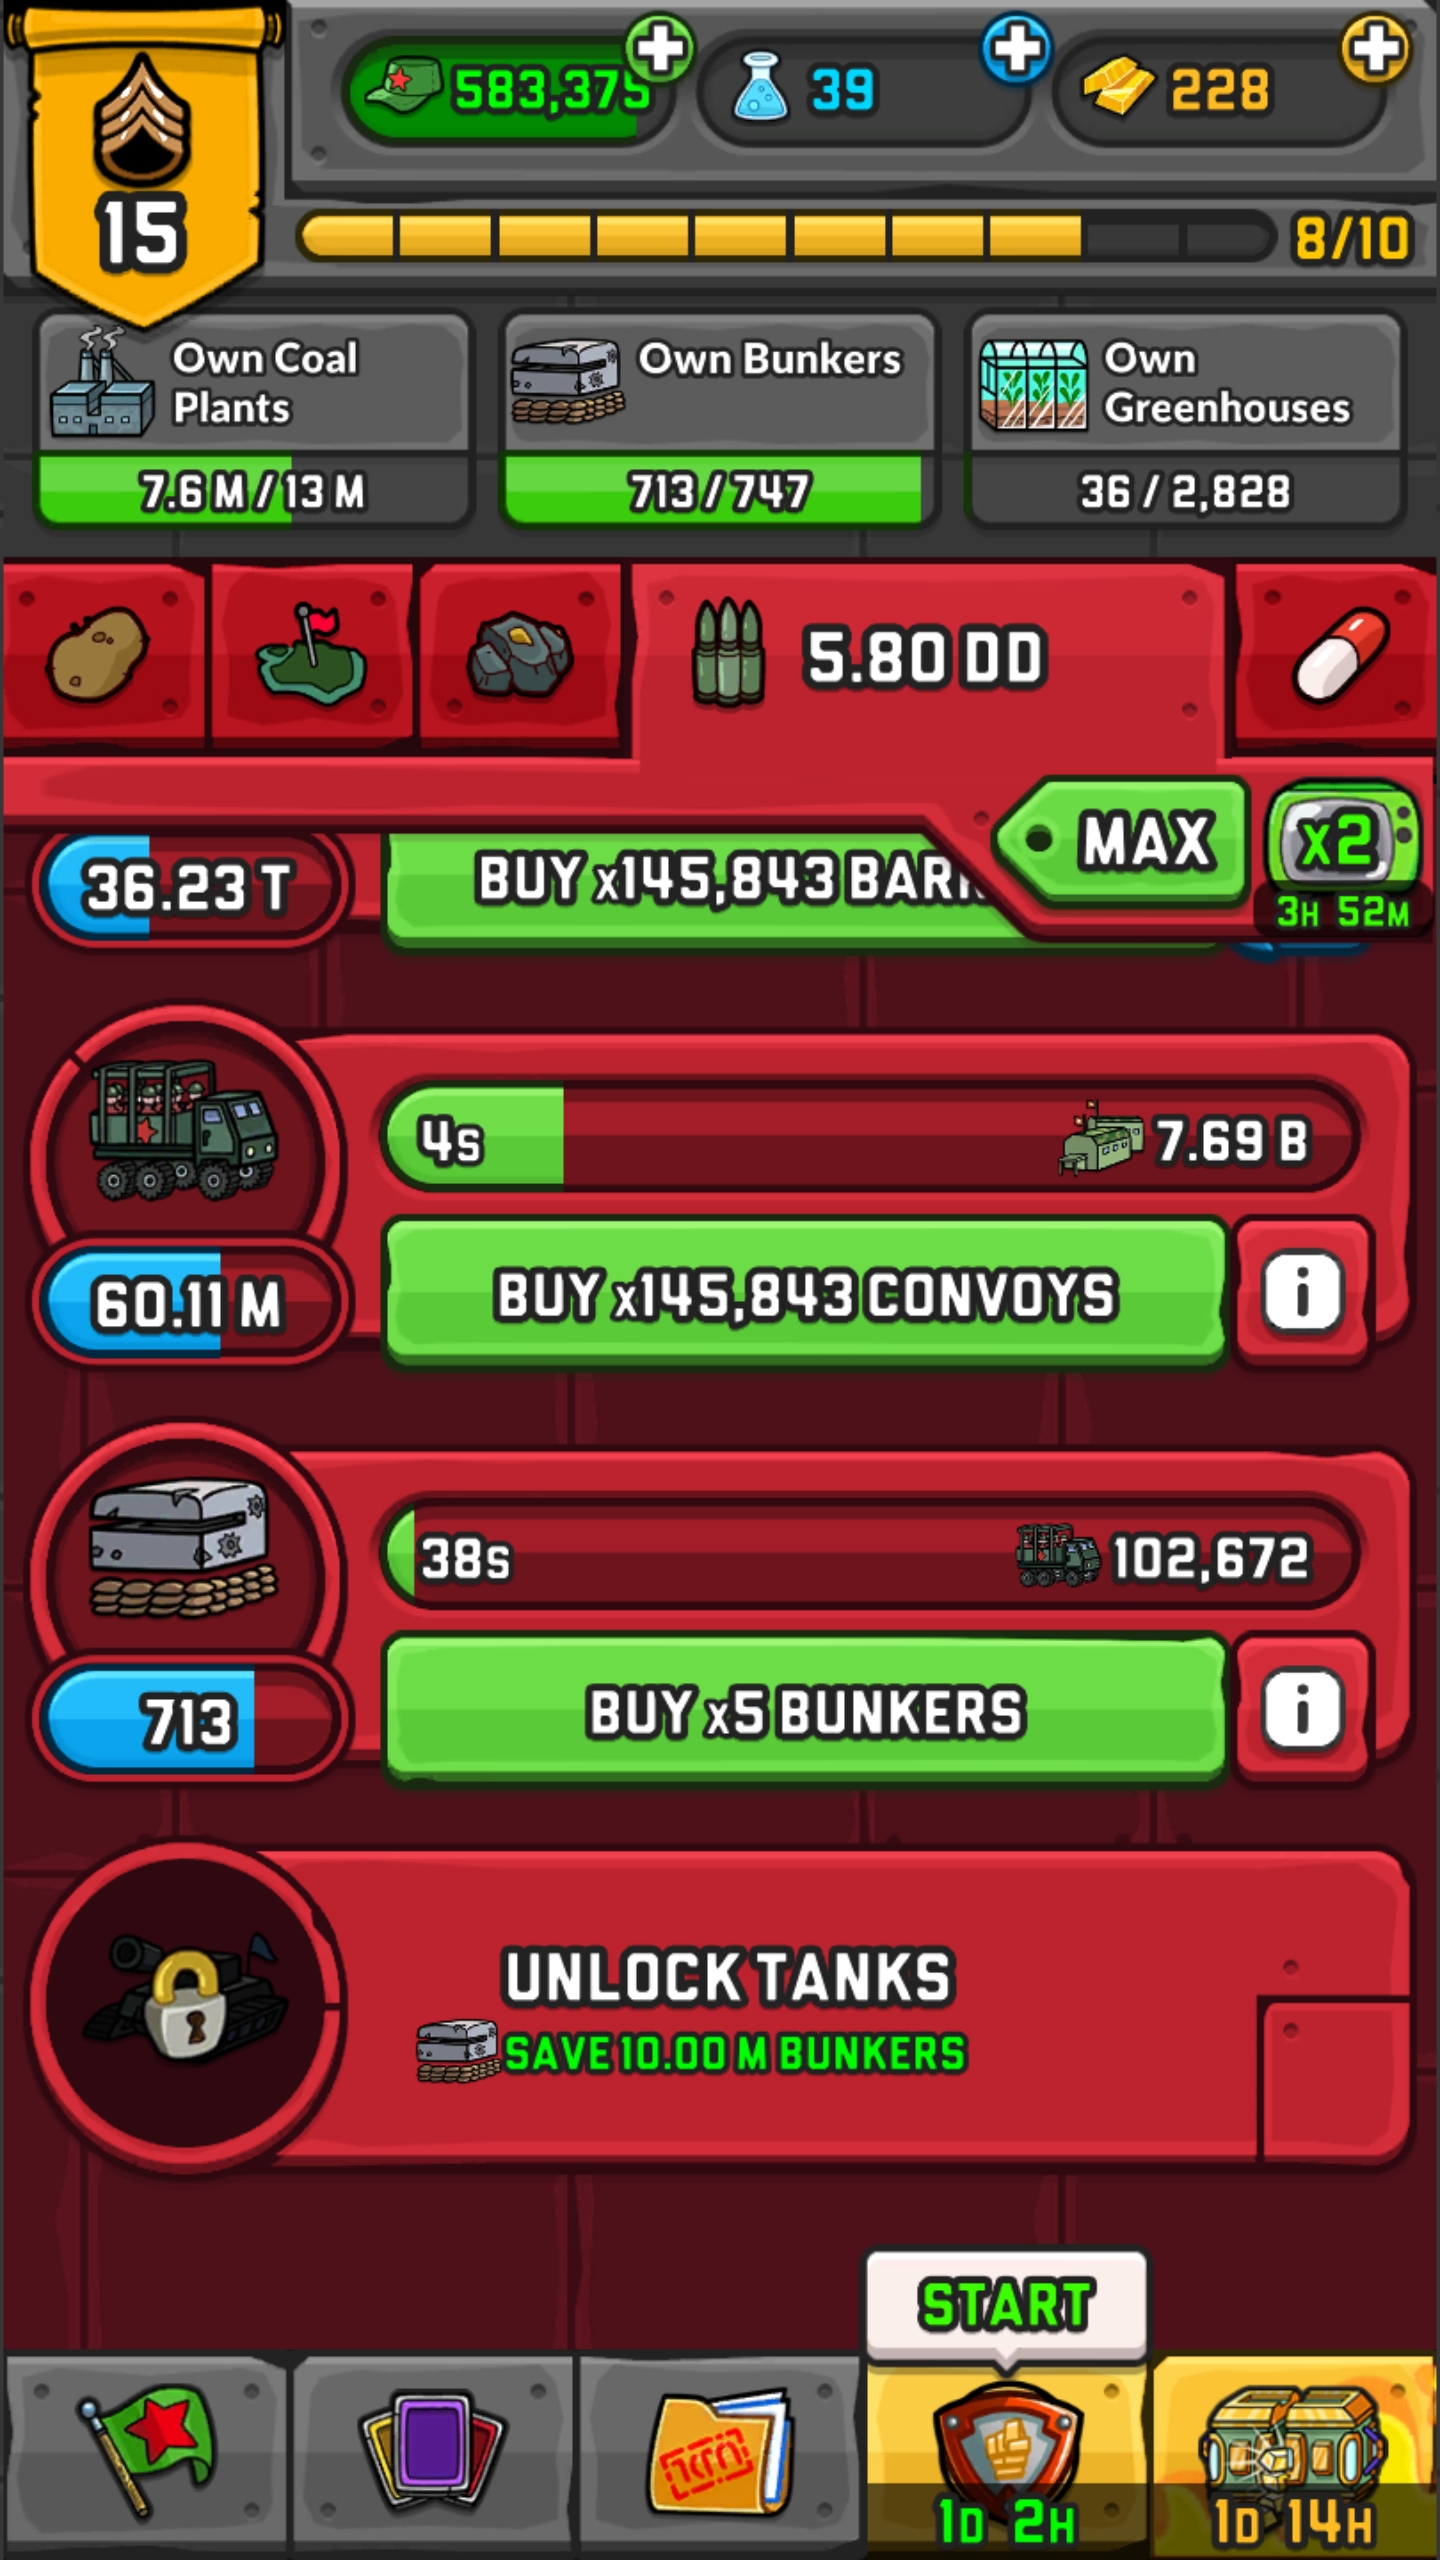 583,375
39
228
15
8/10
Own Coal
Plants
7.6 M / 13 M
Own Bunkers
713 / 747
Own
Greenhouses
36 / 2,828
5.80 DD
MAX
x2
3H 52M
36.23 T
BUY x145,843
4s
7.69 B
60.11 M
BUY x145,843 CONVOYS
i
38s
102,672
713
BUY x5 BUNKERS
i
UNLOCK TANKS
SAVE 10.00 M BUNKERS
START
1D 2H
1D 14H